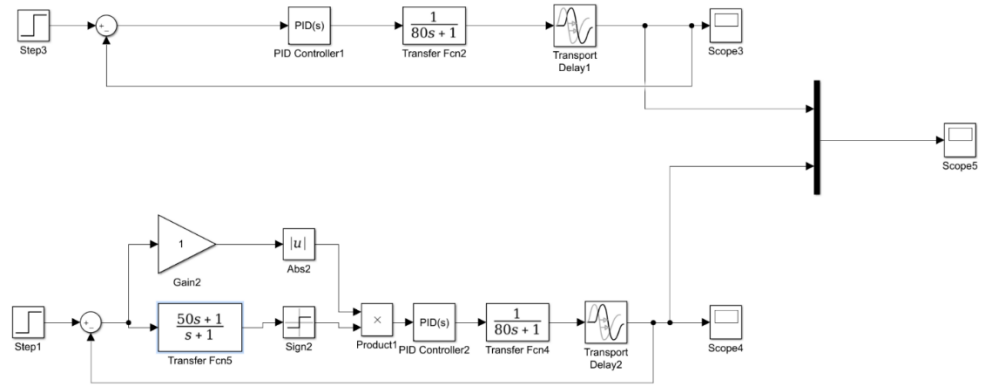 Step3
+
-
PID(s)
PID Controller1
1
80s + 1
Transfer Fcn2
Transport
Delay1
Scope3
Scope5
1
Gain2
|u|
Abs2
Step1
+
-
50s + 1
s + 1
Transfer Fcn5
Sign2
×
Product1
PID(s)
PID Controller2
1
80s + 1
Transfer Fcn4
Transport
Delay2
Scope4